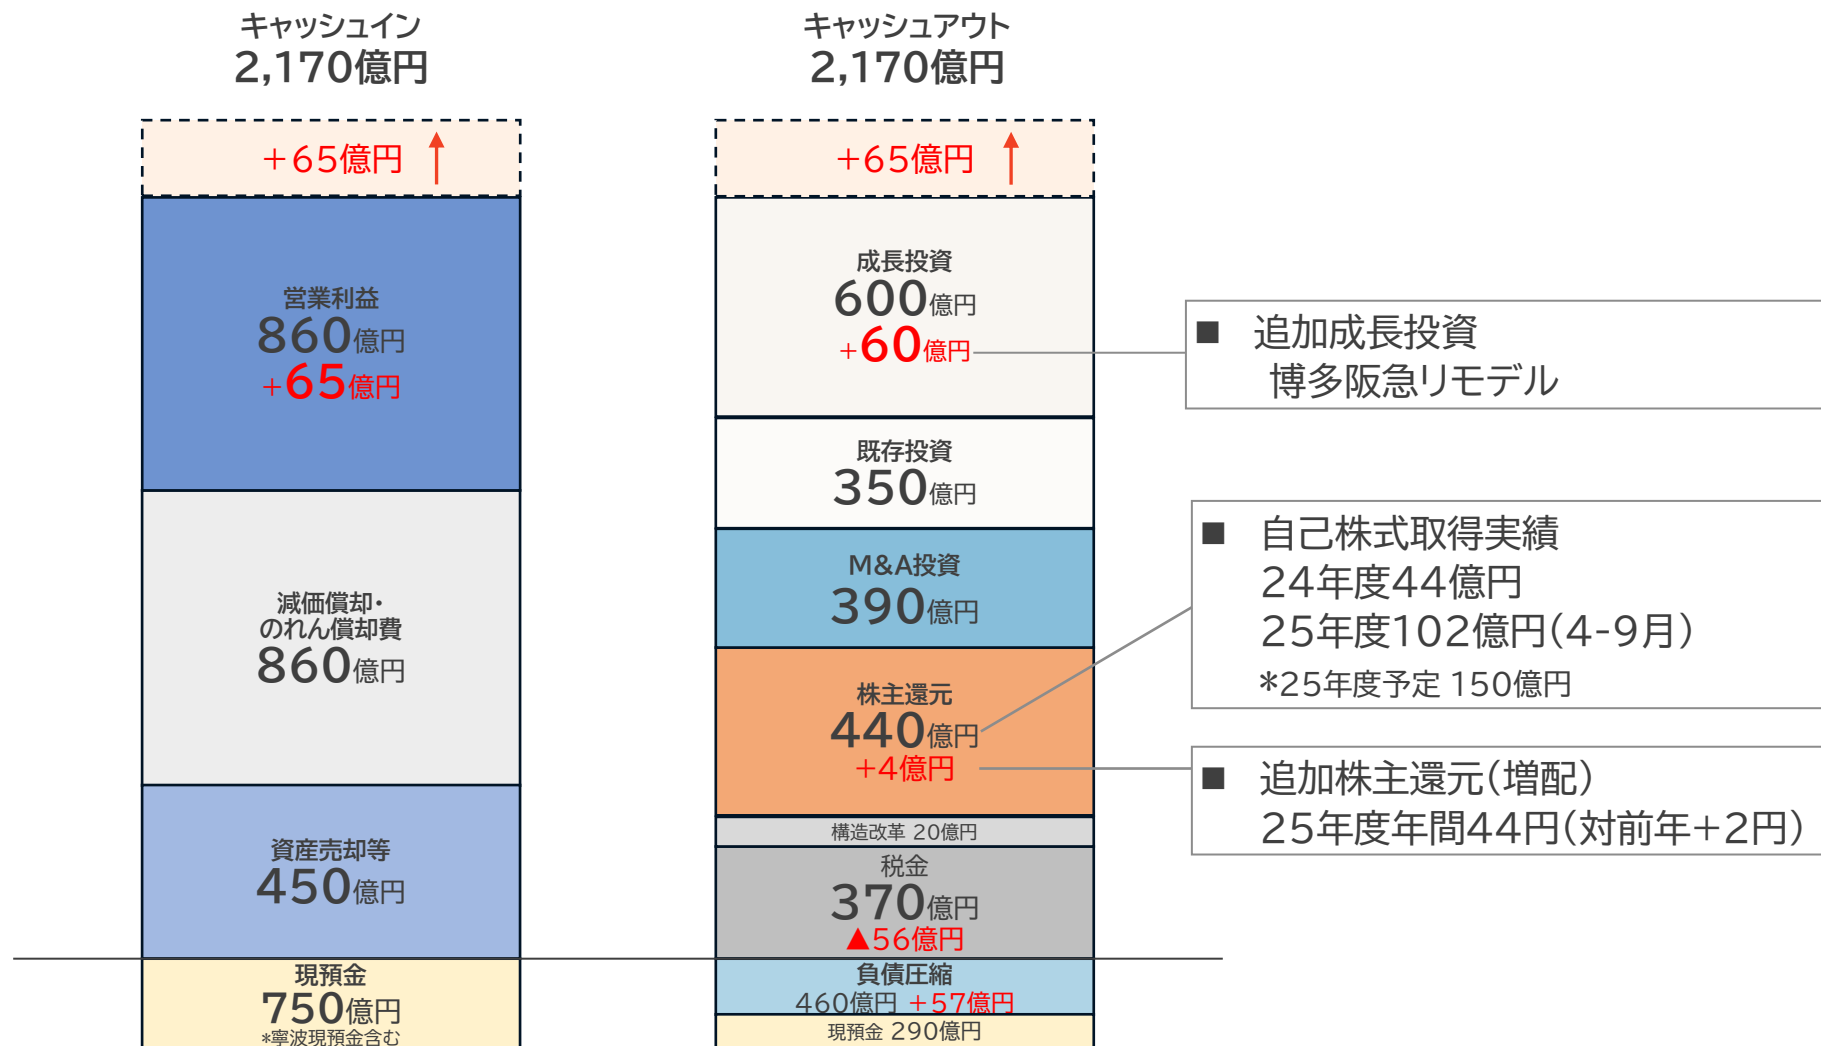 キャッシュイン
2,170億円
+65億円
営業利益
860億円
+65億円
減価償却・
のれん償却費
860億円
資産売却等
450億円
現預金
750億円
*寧波現預金含む
キャッシュアウト
2,170億円
+65億円
成長投資
600億円
+60億円
既存投資
350億円
M&A投資
390億円
株主還元
440億円
+4億円
構造改革 20億円
税金
370億円
▲56億円
負債圧縮
460億円 +57億円
現預金 290億円
■ 追加成長投資
博多阪急リモデル
■ 自己株式取得実績
24年度44億円
25年度102億円(4-9月)
*25年度予定 150億円
■ 追加株主還元(増配)
25年度年間44円(対前年+2円)